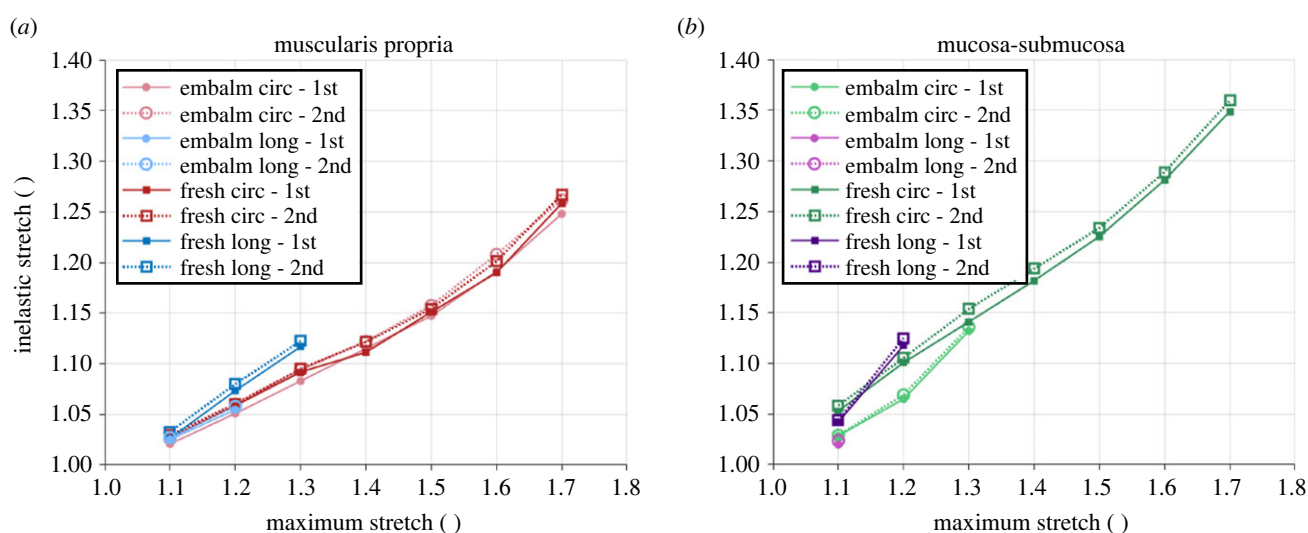 (a)
muscularis propria
1.40
1.35
1.30
1.25
1.20
1.15
1.10
1.05
1.00
inelastic stretch ( )
embalm circ - 1st
embalm circ - 2nd
embalm long - 1st
embalm long - 2nd
fresh circ - 1st
fresh circ - 2nd
fresh long - 1st
fresh long - 2nd
1.0 1.1 1.2 1.3 1.4 1.5 1.6 1.7 1.8
maximum stretch ( )
(b)
mucosa-submucosa
1.40
1.35
1.30
1.25
1.20
1.15
1.10
1.05
1.00
embalm circ - 1st
embalm circ - 2nd
embalm long - 1st
embalm long - 2nd
fresh circ - 1st
fresh circ - 2nd
fresh long - 1st
fresh long - 2nd
1.0 1.1 1.2 1.3 1.4 1.5 1.6 1.7 1.8
maximum stretch ( )